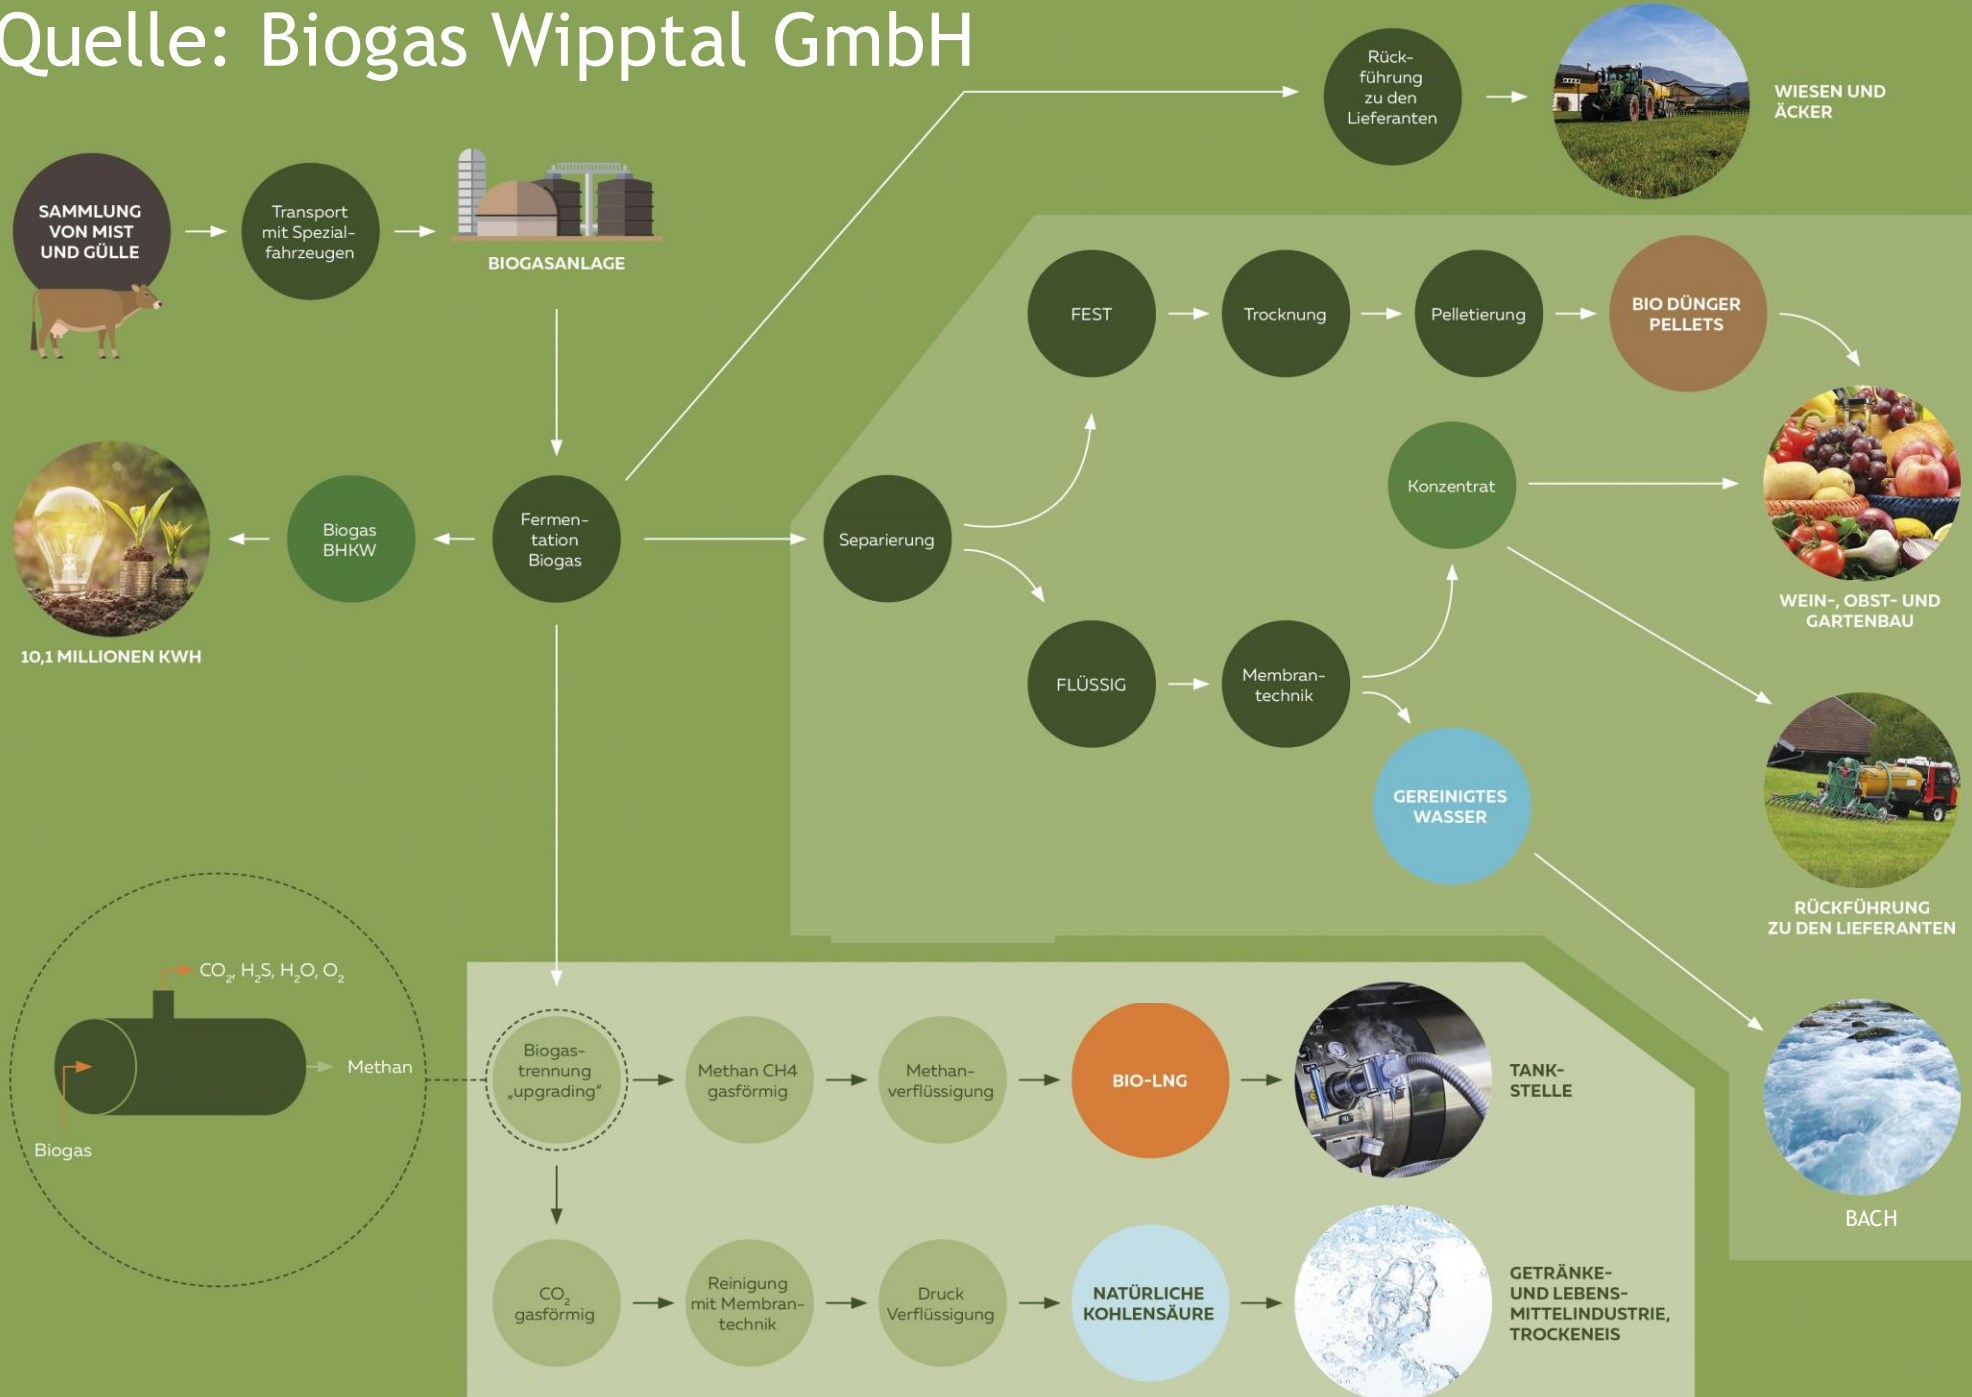 Quelle: Biogas Wipptal GmbH
Rück-
führung
zu den
Lieferanten
WIESEN UND
ÄCKER
SAMMLUNG
VON MIST
UND GÜLLE
Transport
mit Spezial-
fahrzeugen
BIOGASANLAGE
FEST
Trocknung
Pelletierung
BIO DÜNGER
PELLETS
Konzentrat
WEIN-, OBST- UND
GARTENBAU
10,1 MILLIONEN KWH
Biogas
BHKW
Fermen-
tation
Biogas
Separierung
FLÜSSIG
Membran-
technik
GEREINIGTES
WASSER
RÜCKFÜHRUNG
ZU DEN LIEFERANTEN
BACH
CO₂, H₂S, H₂O, O₂
Methan
Biogas
Biogas-
trennung
„upgrading“
Methan CH4
gasförmig
Methan-
verflüssigung
BIO-LNG
TANK-
STELLE
CO₂
gasförmig
Reinigung
mit Membran-
technik
Druck
Verflüssigung
NATÜRLICHE
KOHLENSÄURE
GETRÄNKE-
UND LEBENS-
MITTELINDUSTRIE,
TROCKENEIS